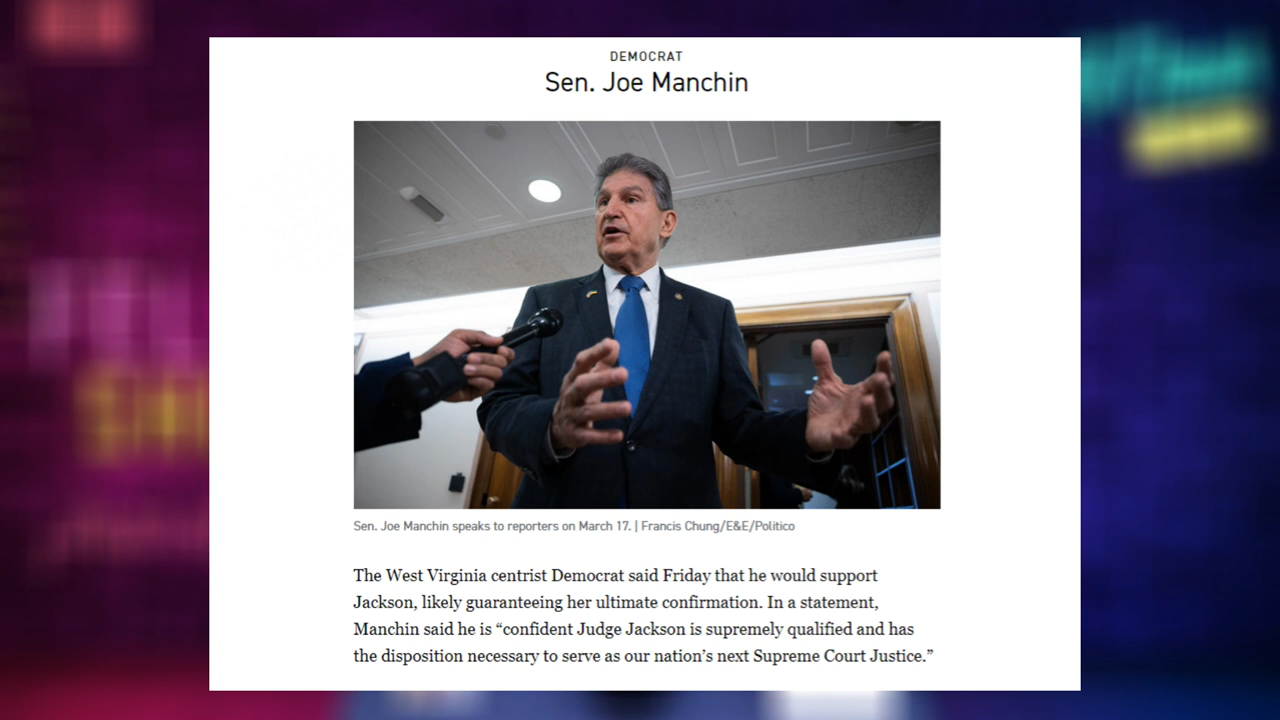 DEMOCRAT
Sen. Joe Manchin
Sen. Joe Manchin speaks to reporters on March 17. | Francis Chung/E&E/Politico
The West Virginia centrist Democrat said Friday that he would support
Jackson, likely guaranteeing her ultimate confirmation. In a statement,
Manchin said he is “confident Judge Jackson is supremely qualified and has
the disposition necessary to serve as our nation’s next Supreme Court Justice.”